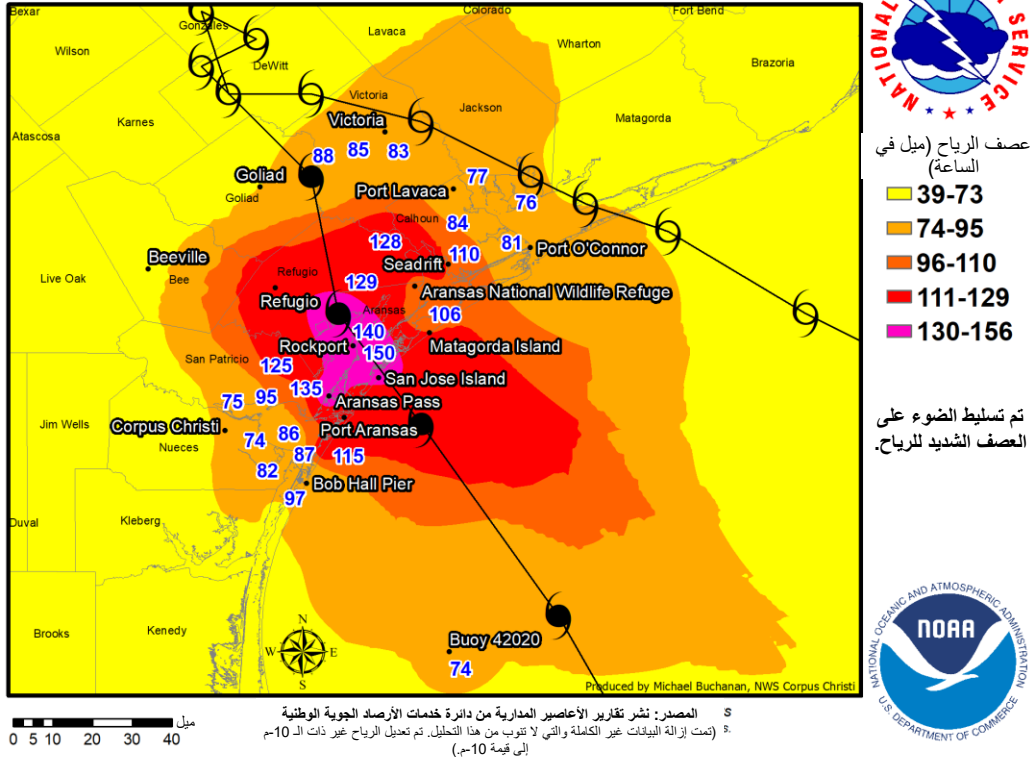 Bexar
Gonzales
Colorado
Fort Bend
Lavaca
Wilson
Wharton
DeWitt
Brazoria
Victoria
Jackson
Karnes
Matagorda
Atascosa
Victoria
88 85 83
Goliad
77
Port Lavaca
Goliad
76
Calhoun
84
128
81
Port O'Connor
110
Beeville
Seadrift
Live Oak
Bee
Refugio
129
Aransas National Wildlife Refuge
Refugio
Aransas
106
140
Rockport
Matagorda Island
150
San Patricio
125
San Jose Island
135
95
75
Aransas Pass
Jim Wells
Corpus Christi
Port Aransas
74 86
Nueces
87 115
82
Bob Hall Pier
97
Duval
Kleberg
Brooks
Kenedy
N
W E
S
Buoy 42020
74
Produced by Michael Buchanan, NWS Corpus Christi
NATIONAL
SERVICE
عصف الرياح (ميل في
الساعة)
39-73
74-95
96-110
111-129
130-156
تم تسليط الضوء على
العصف الشديد للرياح.
NATIONAL OCEANIC AND ATMOSPHERIC ADMINISTRATION
NOAA
U.S. DEPARTMENT OF COMMERCE
ميل
0 5 10 20 30 40
المصدر: نشر تقارير الأعاصير المدارية من دائرة خدمات الأرصاد الجوية الوطنية
(تمت إزالة البيانات غير الكاملة والتي لا تنوب من هذا التحليل. تم تعديل الرياح غير ذات الـ 10-م
إلى قيمة 10-م.)